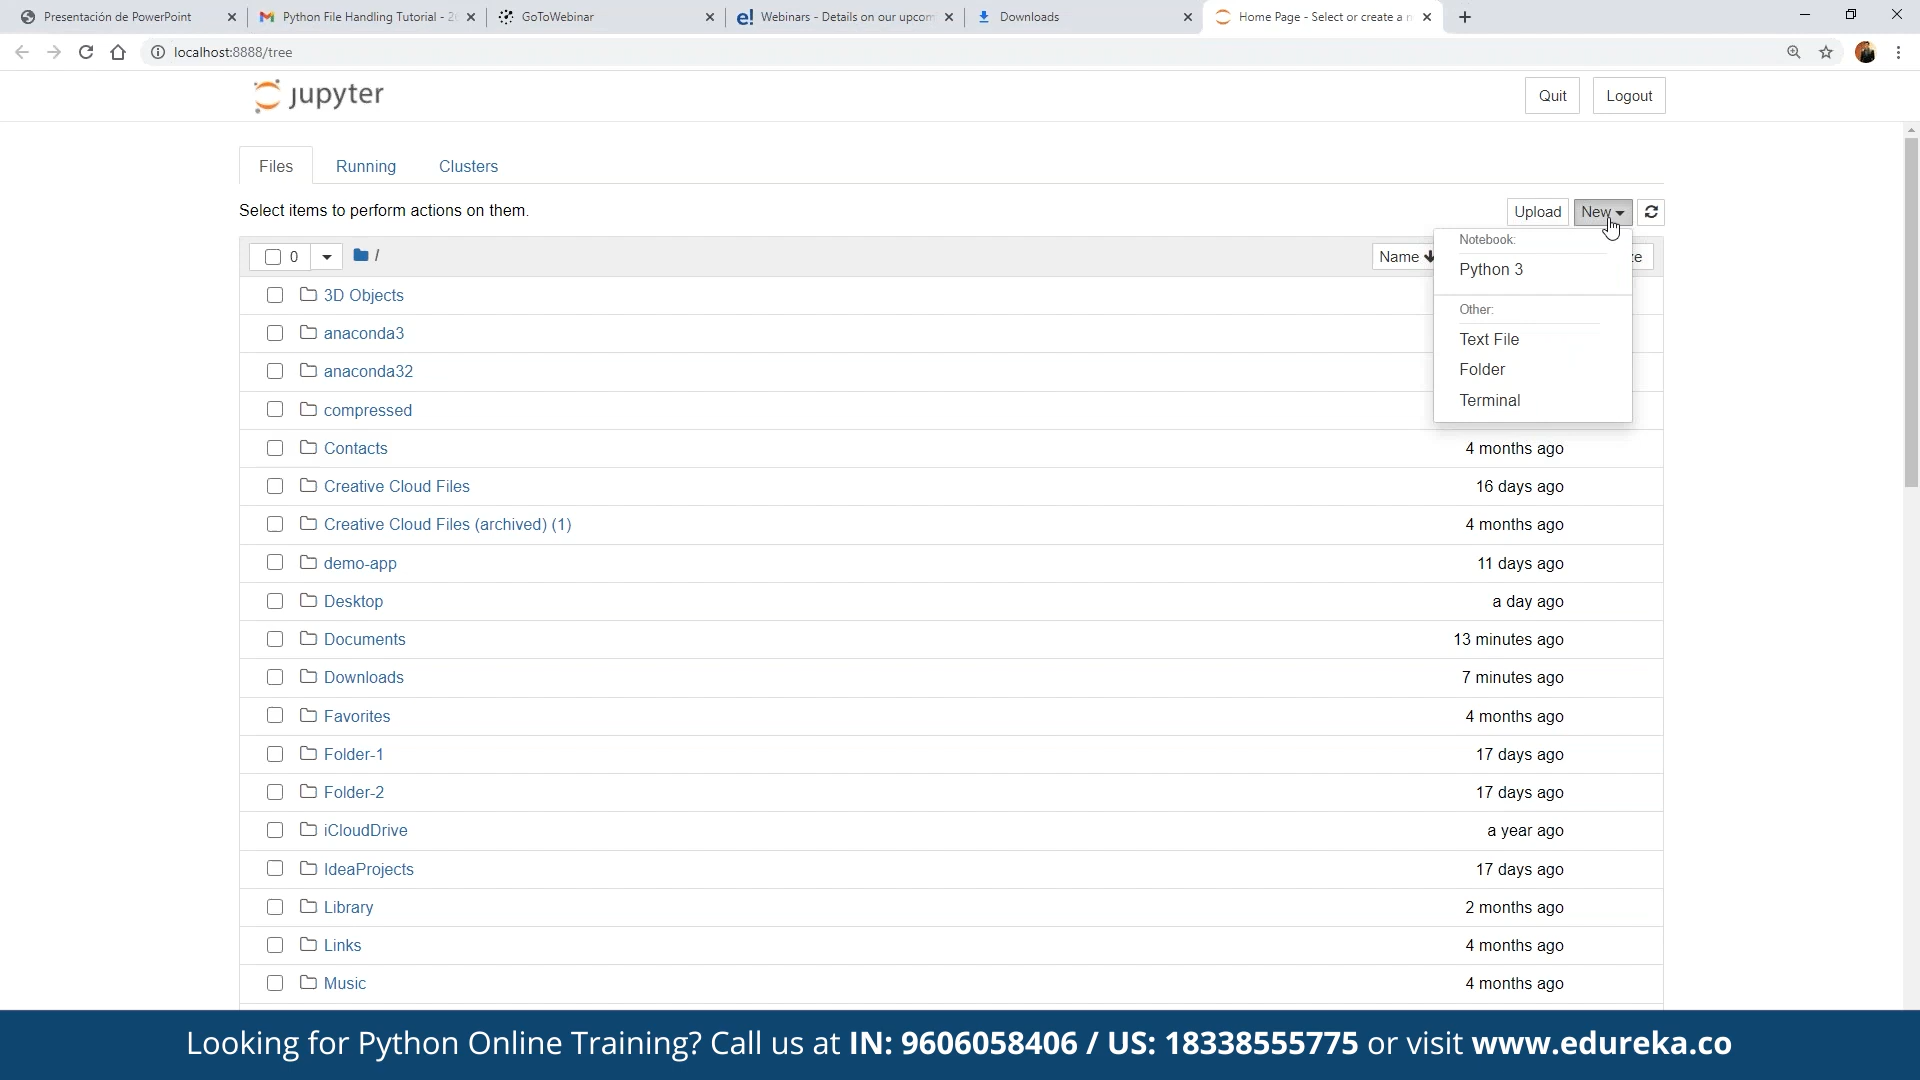 Presentación de PowerPoint
Python File Handling Tutorial - 2
GoToWebinar
e! Webinars - Details on our upcom
Downloads
Home Page - Select or create a n
localhost:8888/tree
jupyter
Quit
Logout
Files
Running
Clusters
Select items to perform actions on them.
Upload
New
0
/
Name
Notebook:
Python 3
Other:
Text File
Folder
Terminal
3D Objects
anaconda3
anaconda32
compressed
Contacts 4 months ago
Creative Cloud Files 16 days ago
Creative Cloud Files (archived) (1) 4 months ago
demo-app 11 days ago
Desktop a day ago
Documents 13 minutes ago
Downloads 7 minutes ago
Favorites 4 months ago
Folder-1 17 days ago
Folder-2 17 days ago
iCloudDrive a year ago
IdeaProjects 17 days ago
Library 2 months ago
Links 4 months ago
Music 4 months ago
Looking for Python Online Training? Call us at IN: 9606058406 / US: 18338555775 or visit www.edureka.co